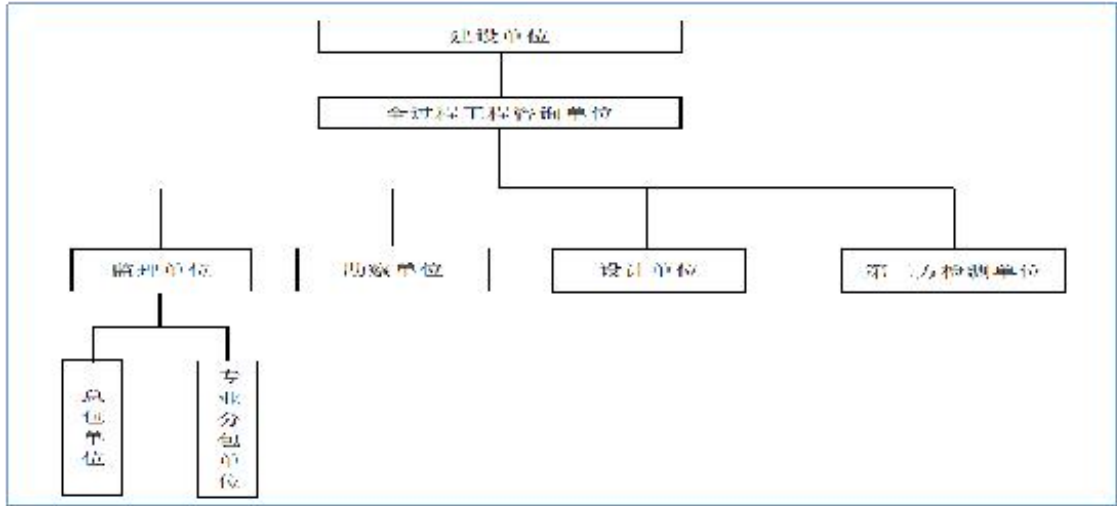 建设单位
全过程工程咨询单位
监理单位
勘察单位
设计单位
第三方检测单位
总包单位
专业分包单位